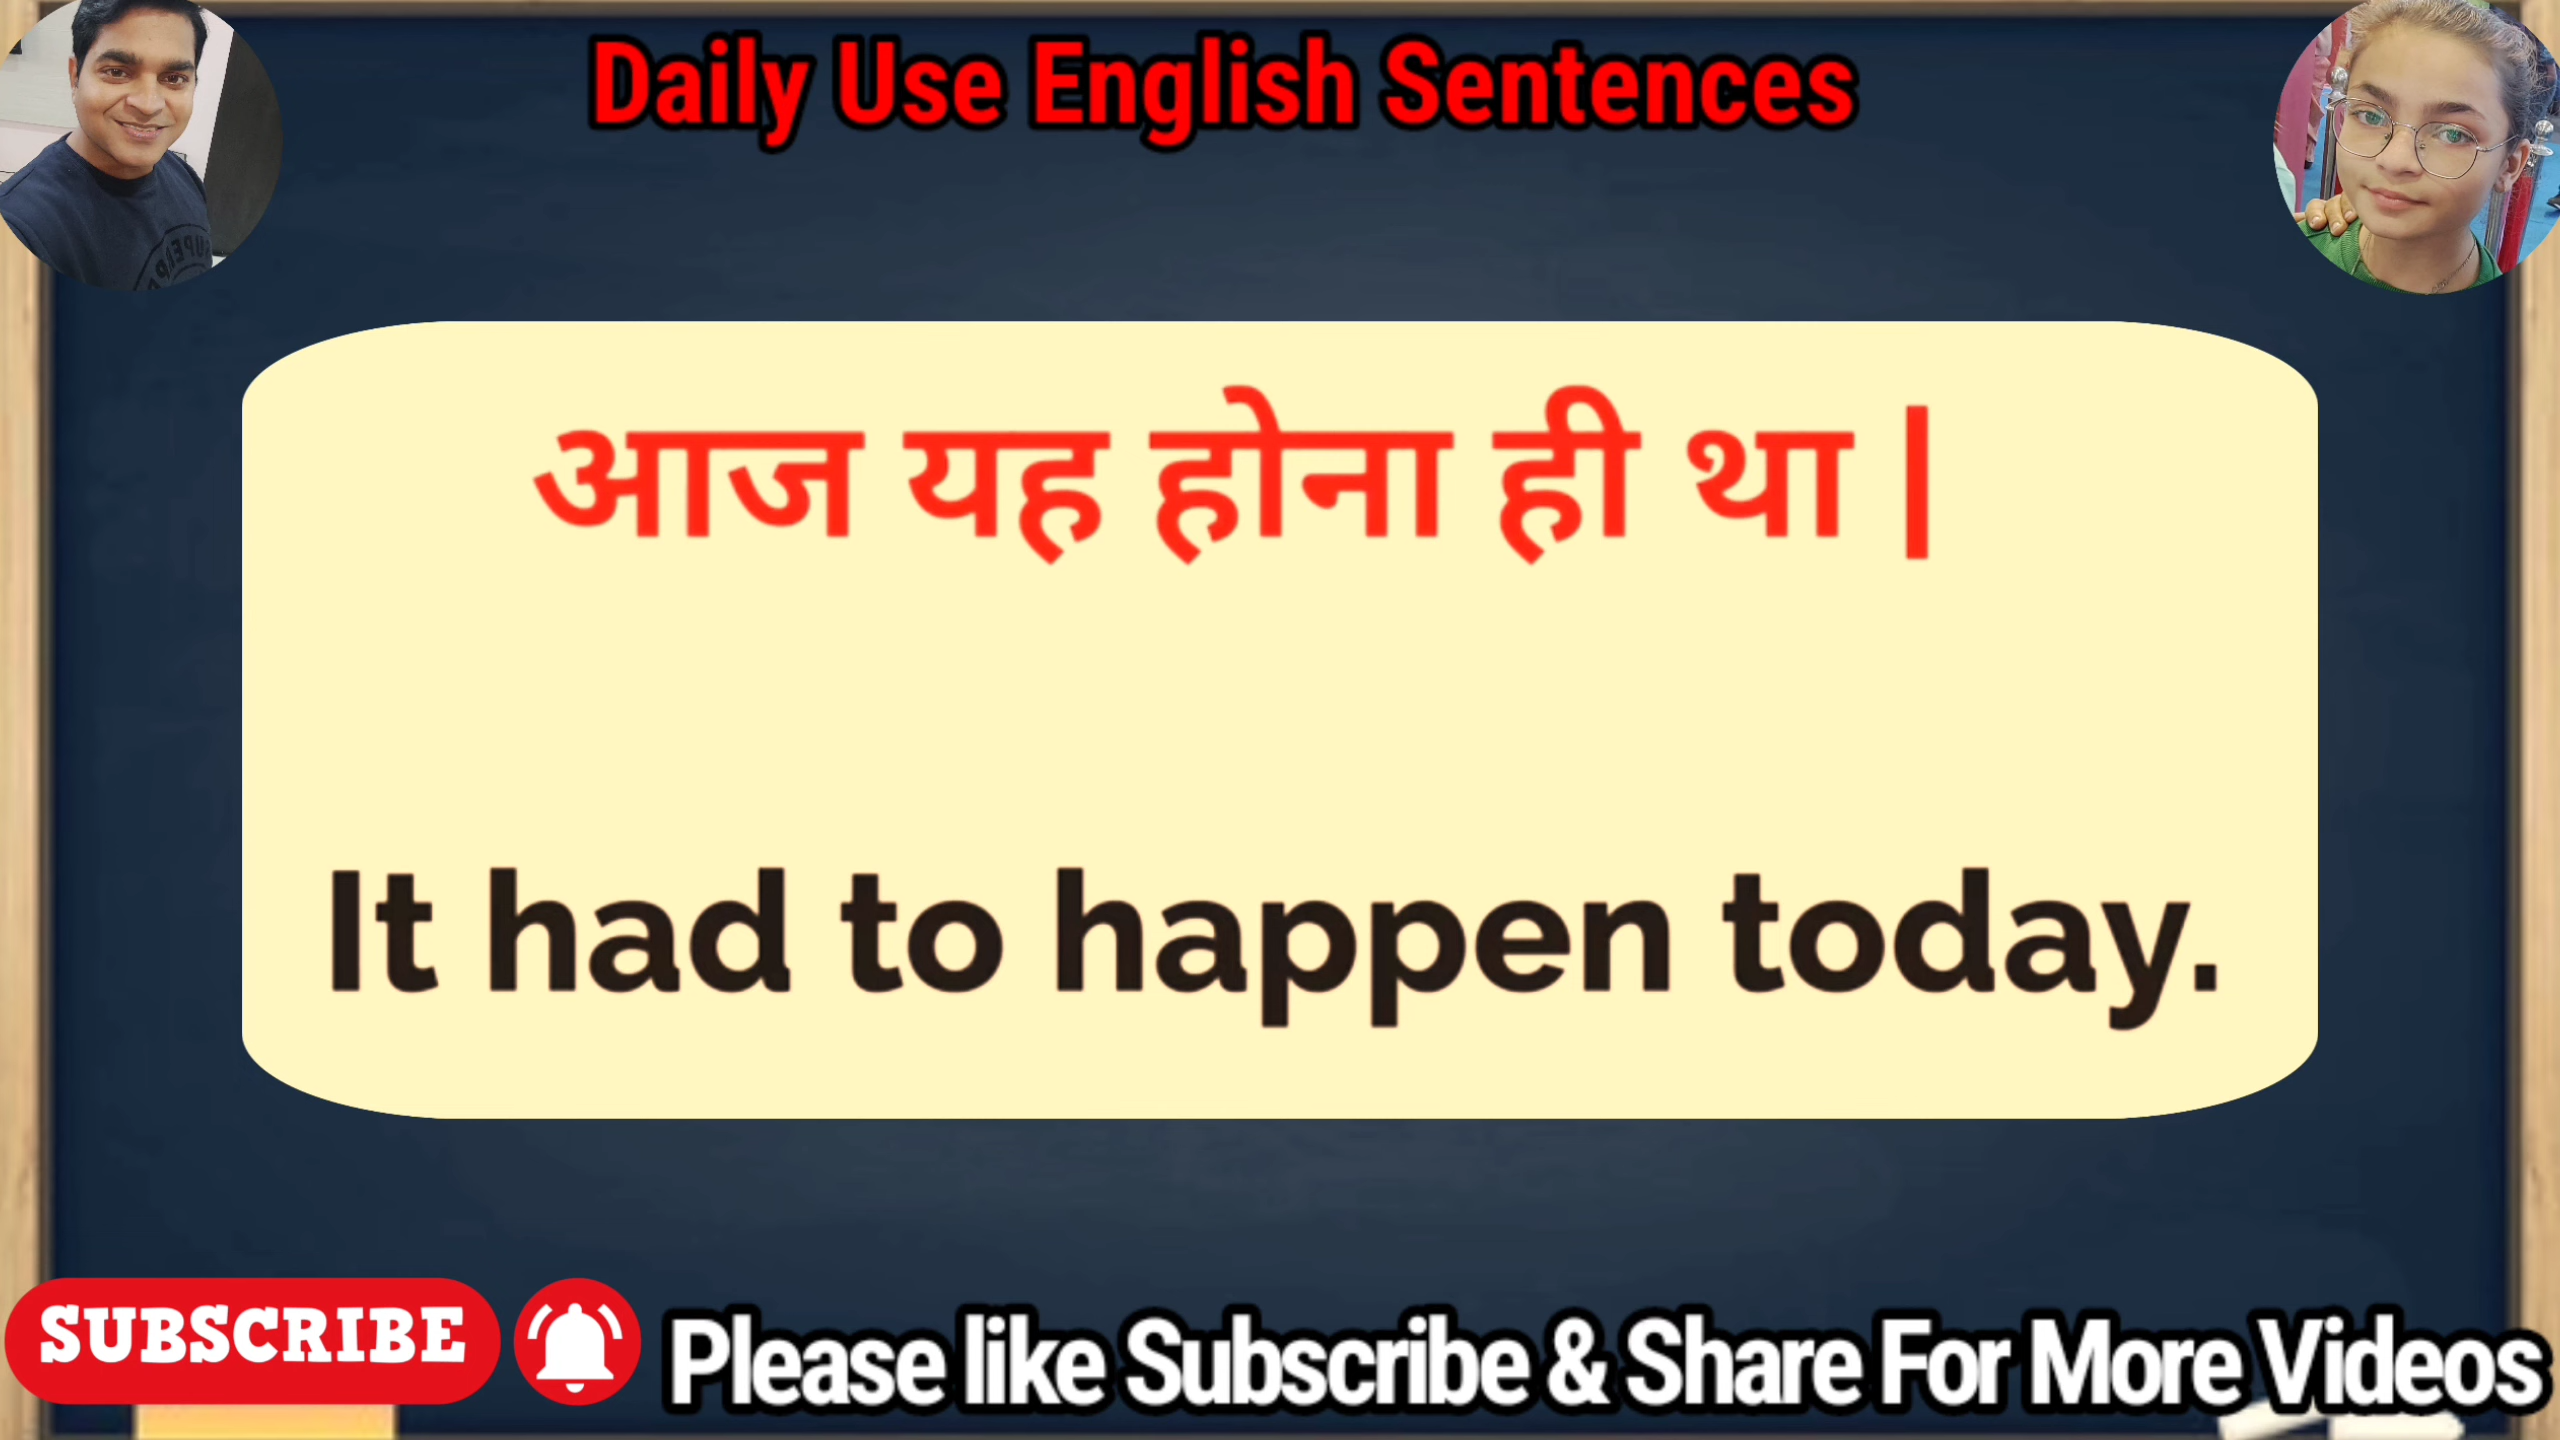 Daily Use English Sentences
आज यह होना ही था |
It had to happen today.
SUBSCRIBE
Please like Subscribe & Share For More Videos